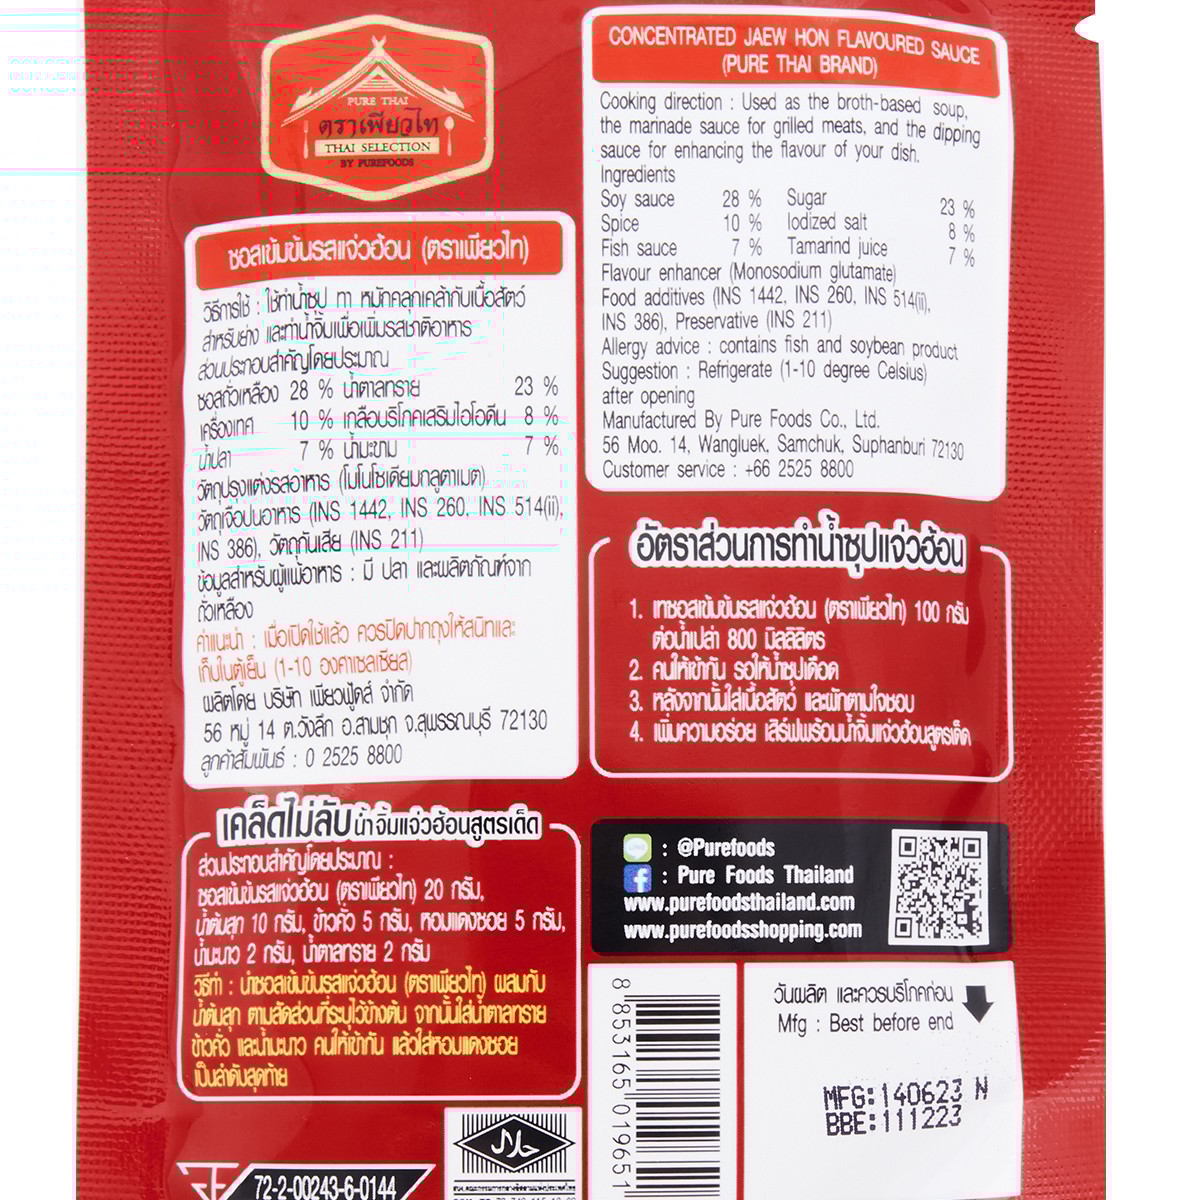 PURE THAI
ตราเพียวไท
THAI SELECTION
BY PUREFOODS
ซอสเข้มข้นรสแจ่วฮ้อน (ตราเพียวไท)
วิธีการใช้ : ใช้ทำน้ำซุป ทา หมักคลุกเคล้ากับเนื้อสัตว์
สำหรับย่าง และทำน้ำจิ้มเพื่อเพิ่มรสชาติอาหาร
ส่วนประกอบสำคัญโดยประมาณ
ซอสถั่วเหลือง 28 % น้ำตาลทราย 23 %
เครื่องเทศ 10 % เกลือบริโภคเสริมไอโอดีน 8 %
น้ำปลา 7 % น้ำมะขาม 7 %
วัตถุปรุงแต่งรสอาหาร (โมโนโซเดียมกลูตาเมต)
วัตถุเจือปนอาหาร (INS 1442, INS 260, INS 514(ii),
INS 386), วัตถุกันเสีย (INS 211)
ข้อมูลสำหรับผู้แพ้อาหาร : มี ปลา และผลิตภัณฑ์จาก
ถั่วเหลือง
คำแนะนำ : เมื่อเปิดใช้แล้ว ควรปิดปากถุงให้สนิทและ
เก็บในตู้เย็น (1-10 องศาเซลเซียส)
ผลิตโดย บริษัท เพียวฟู้ดส์ จำกัด
56 หมู่ 14 ต.วังลึก อ.สามชุก จ.สุพรรณบุรี 72130
ลูกค้าสัมพันธ์ : 0 2525 8800
เคล็ดไม่ลับน้ำจิ้มแจ่วฮ้อนสูตรเด็ด
ส่วนประกอบสำคัญโดยประมาณ :
ซอสเข้มข้นรสแจ่วฮ้อน (ตราเพียวไท) 20 กรัม,
น้ำต้มสุก 10 กรัม, ข้าวคั่ว 5 กรัม, หอมแดงซอย 5 กรัม,
น้ำมะนาว 2 กรัม, น้ำตาลทราย 2 กรัม
วิธีทำ : นำซอสเข้มข้นรสแจ่วฮ้อน (ตราเพียวไท) ผสมกับ
น้ำต้มสุก ตามสัดส่วนที่ระบุไว้ข้างต้น จากนั้นใส่น้ำตาลทราย
ข้าวคั่ว และน้ำมะนาว คนให้เข้ากัน แล้วใส่หอมแดงซอย
เป็นลำดับสุดท้าย
72-2-00243-6-0144
CONCENTRATED JAEW HON FLAVOURED SAUCE
(PURE THAI BRAND)
Cooking direction : Used as the broth-based soup,
the marinade sauce for grilled meats, and the dipping
sauce for enhancing the flavour of your dish.
Ingredients
Soy sauce 28 % Sugar 23 %
Spice 10 % Iodized salt 8 %
Fish sauce 7 % Tamarind juice 7 %
Flavour enhancer (Monosodium glutamate)
Food additives (INS 1442, INS 260, INS 514(ii),
INS 386), Preservative (INS 211)
Allergy advice : contains fish and soybean product
Suggestion : Refrigerate (1-10 degree Celsius)
after opening
Manufactured By Pure Foods Co., Ltd.
56 Moo. 14, Wangluek, Samchuk, Suphanburi 72130
Customer service : +66 2525 8800
อัตราส่วนการทำน้ำซุปแจ่วฮ้อน
1. เทซอสเข้มข้นรสแจ่วฮ้อน (ตราเพียวไท) 100 กรัม
ต่อน้ำเปล่า 800 มิลลิลิตร
2. คนให้เข้ากัน รอให้น้ำซุปเดือด
3. หลังจากนั้นใส่เนื้อสัตว์ และผักตามใจชอบ
4. เพิ่มความอร่อย เสิร์ฟพร้อมน้ำจิ้มแจ่วฮ้อนสูตรเด็ด
: @Purefoods
: Pure Foods Thailand
www.purefoodsthailand.com
www.purefoodsshopping.com
8 853165 019651
วันผลิต และควรบริโภคก่อน
Mfg : Best before end
MFG:140623 N
BBE:111223